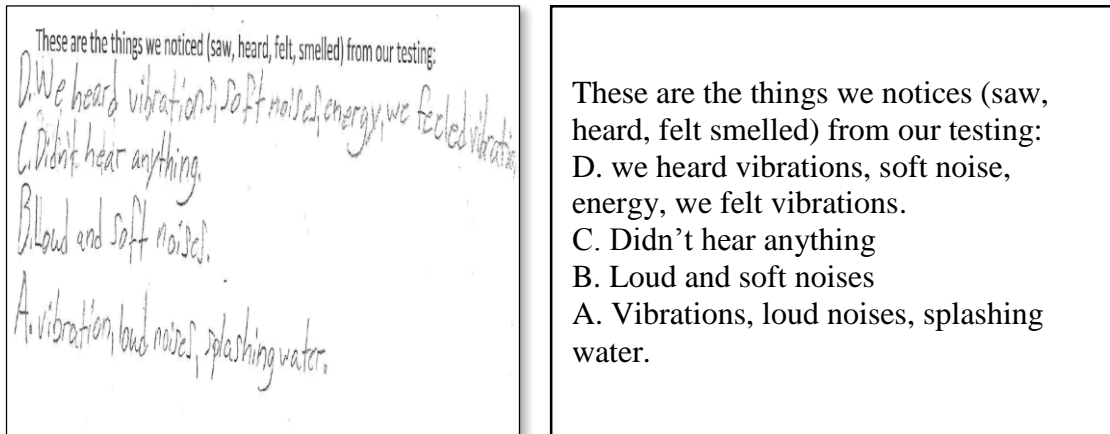 These are the things we noticed (saw, heard, felt, smelled) from our testing:
D. We heard vibrations, soft noises, energy, we feeled vibration
C. Didn't hear anything.
B. Loud and soft noises.
A. vibration, loud noises, splashing water.
These are the things we notices (saw,
heard, felt smelled) from our testing:
D. we heard vibrations, soft noise,
energy, we felt vibrations.
C. Didn't hear anything
B. Loud and soft noises
A. Vibrations, loud noises, splashing
water.